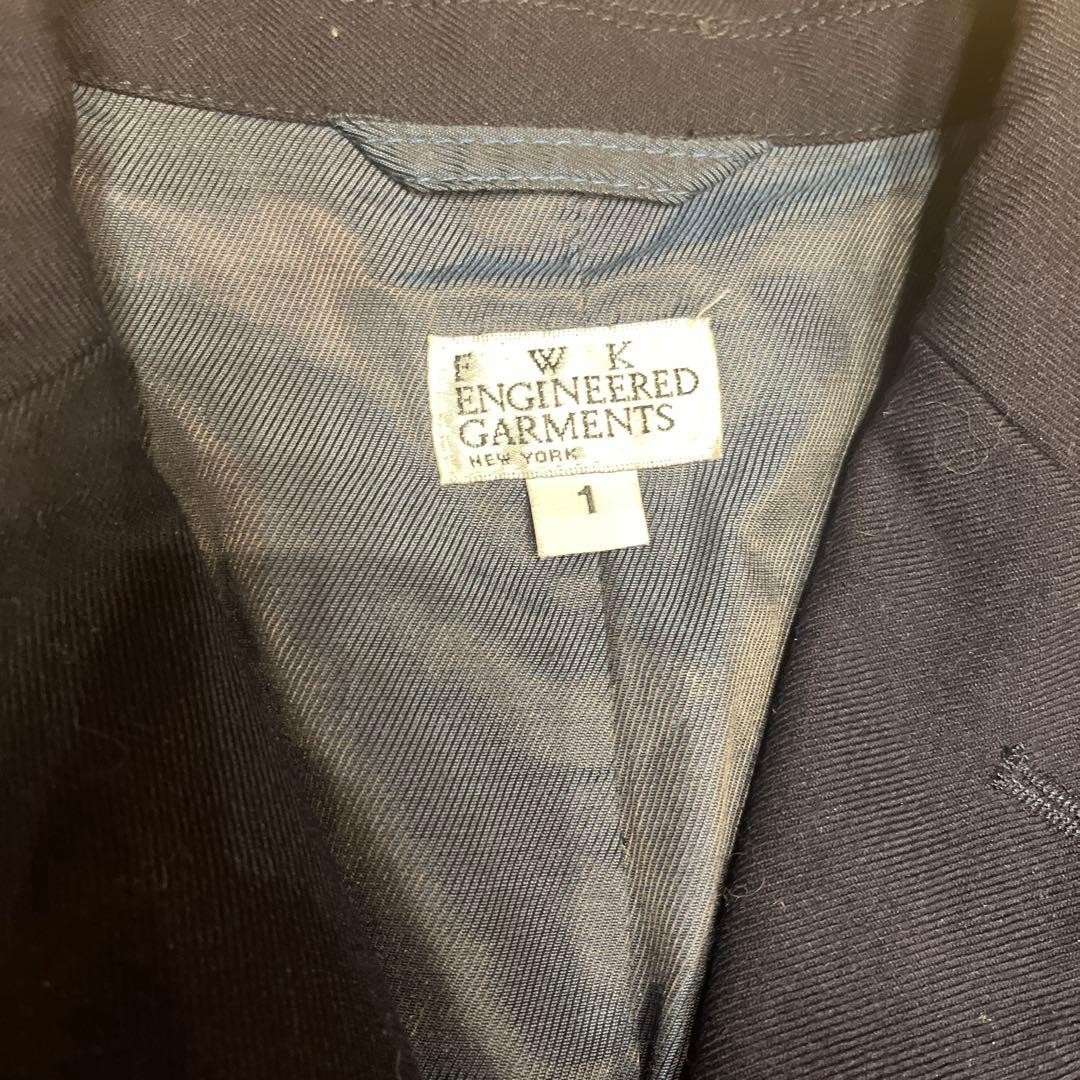 F W K
ENGINEERED
GARMENTS
NEW YORK
1